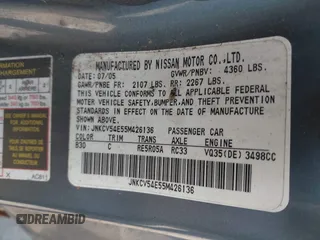 MANUFACTURED BY NISSAN MOTOR CO.,LTD.
DATE
07/05 GVWR/PNBV: 4360 LBS.
GAWR/PNBE FR: 2107 LBS. RR: 2267 LBS.
THIS VEHICLE CONFORMS TO ALL APPLICABLE FEDERAL
MOTOR VEHICLE SAFETY,BUMPER,AND THEFT PREVENTION
STANDARDS IN EFFECT ON THE DATE OF MANUFACTURE
SHOWN ABOVE.
VIN: JNKCV54E55M426136 PASSENGER CAR
COLOR TRIM TRANS AXLE ENGINE
B30 C RE5R05A RC33 VQ35(DE) 3498CC
© DREAMBID